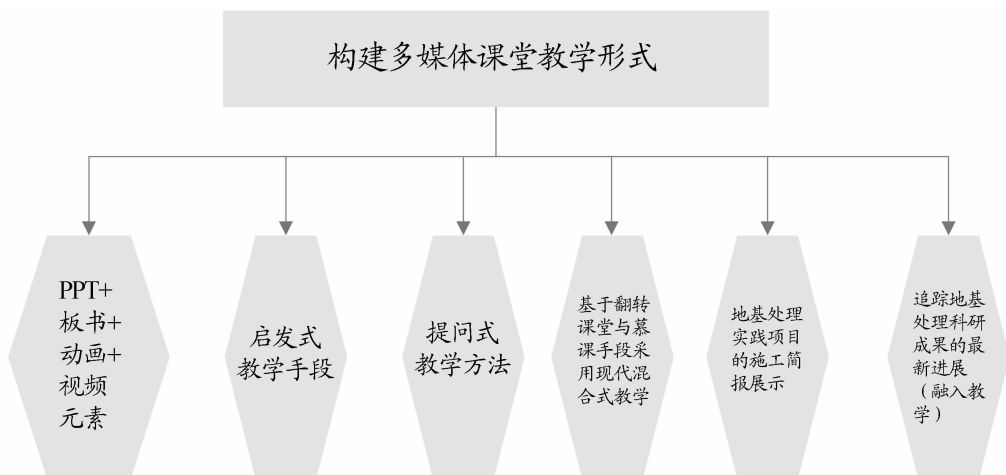 构建多媒体课堂教学形式
PPT+
板书+
动画+
视频
元素
启发式
教学手段
提问式
教学方法
基于翻转
课堂与慕
课手段采
用现代混
合式教学
地基处理
实践项目
的施工简
报展示
追踪地基
处理科研
成果的最
新进展
（融入教
学）